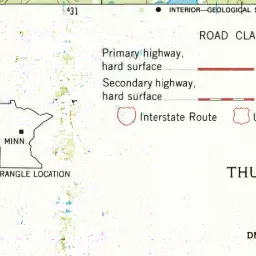 431
INTERIOR—GEOLOGICAL
ROAD CLA
Primary highway,
hard surface
Secondary highway,
hard surface
Interstate Route
MINN.
RANGLE LOCATION
THU